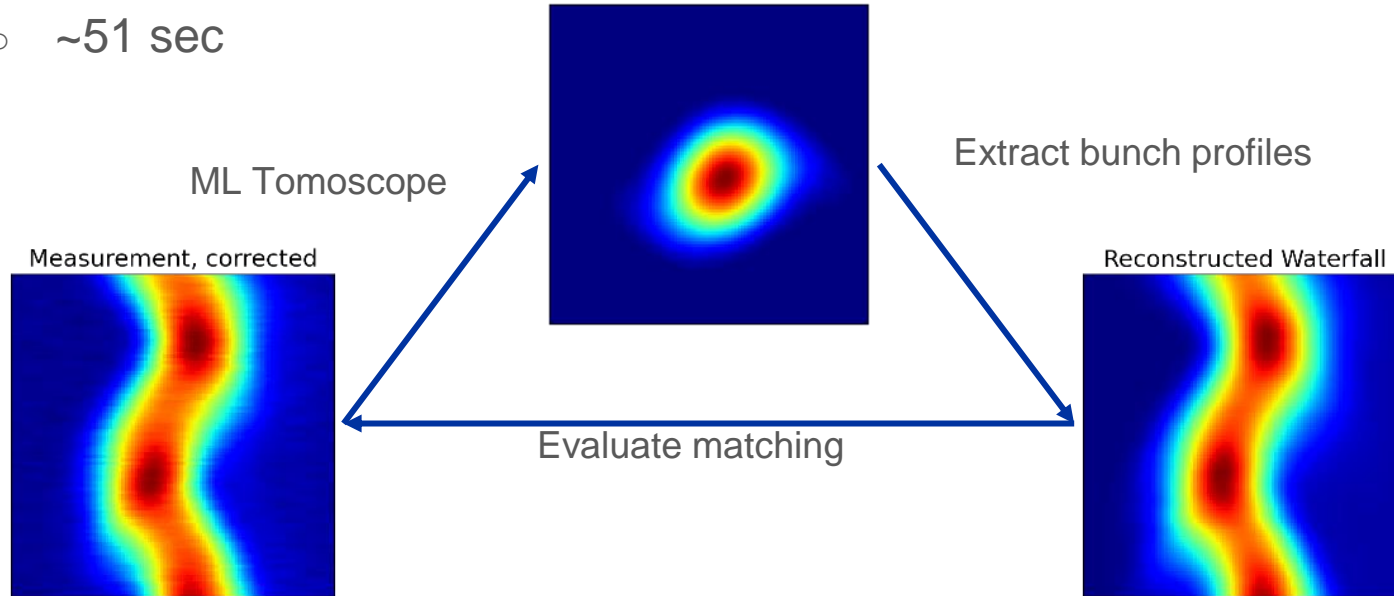 ~51 sec
ML Tomoscope
Extract bunch profiles
Measurement, corrected
Reconstructed Waterfall
Evaluate matching